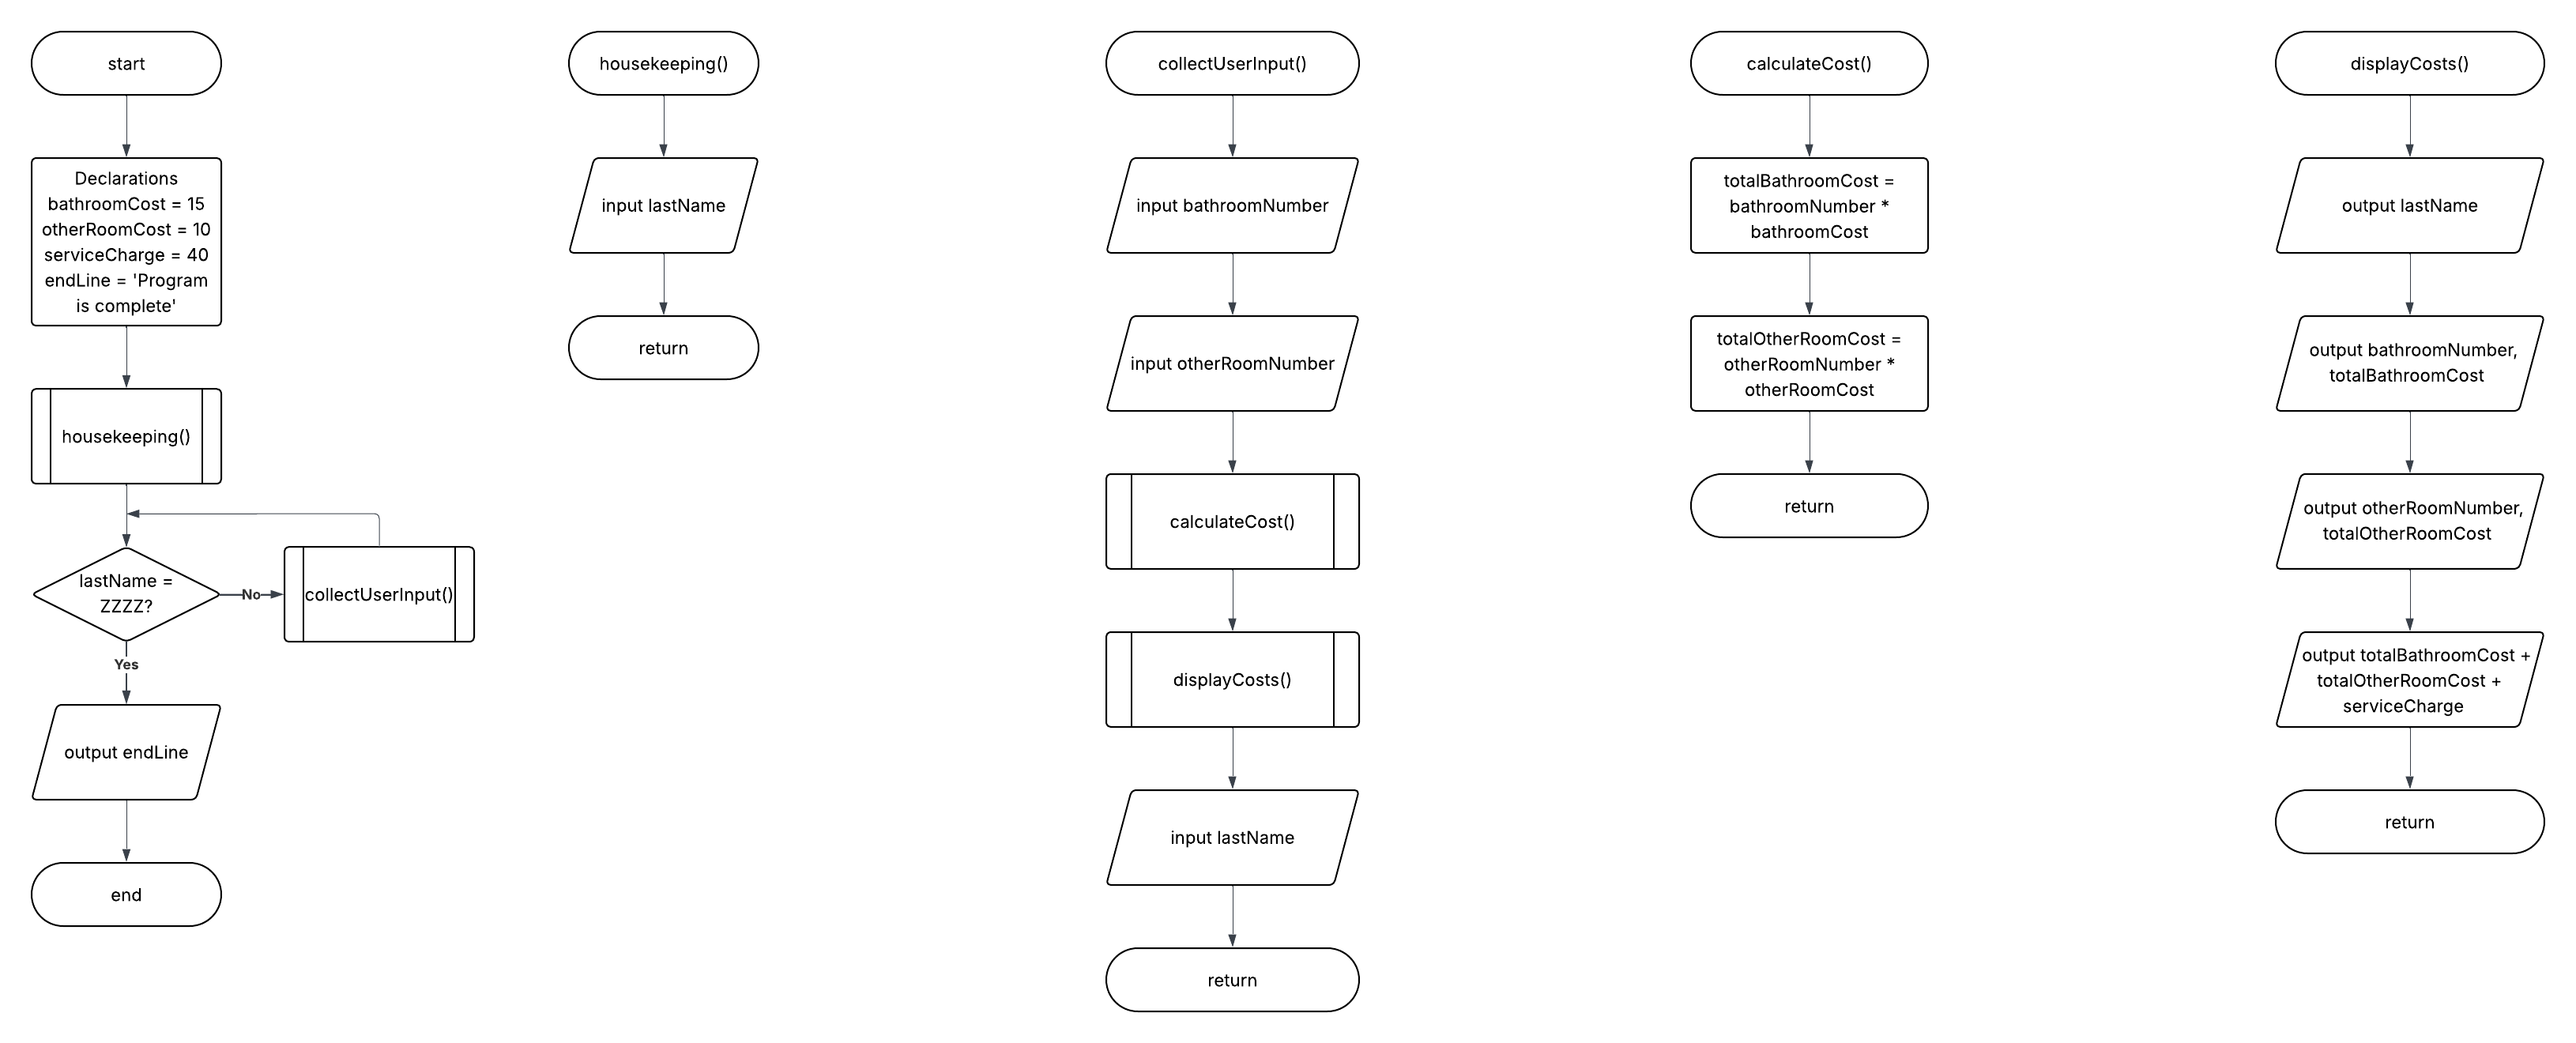 start
Declarations
bathroomCost = 15
otherRoomCost = 10
serviceCharge = 40
endLine = 'Program
is complete'
housekeeping()
lastName =
ZZZZ?
No
collectUserInput()
Yes
output endLine
end
housekeeping()
input lastName
return
collectUserInput()
input bathroomNumber
input otherRoomNumber
calculateCost()
displayCosts()
input lastName
return
calculateCost()
totalBathroomCost =
bathroomNumber *
bathroomCost
totalOtherRoomCost =
otherRoomNumber *
otherRoomCost
return
displayCosts()
output lastName
output bathroomNumber,
totalBathroomCost
output otherRoomNumber,
totalOtherRoomCost
output totalBathroomCost +
totalOtherRoomCost +
serviceCharge
return